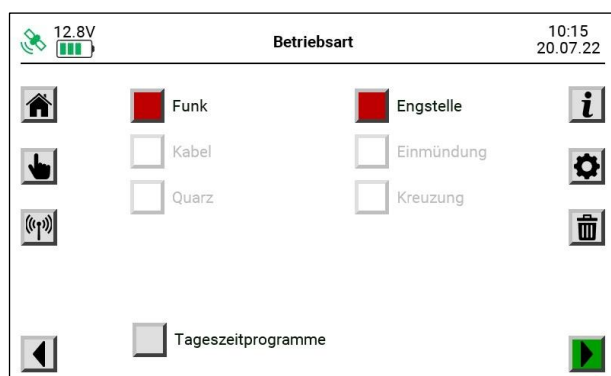 12.8V
Betriebsart
10:15
20.07.22
Funk
Engstelle
Kabel
Einmündung
Quarz
Kreuzung
Tageszeitprogramme